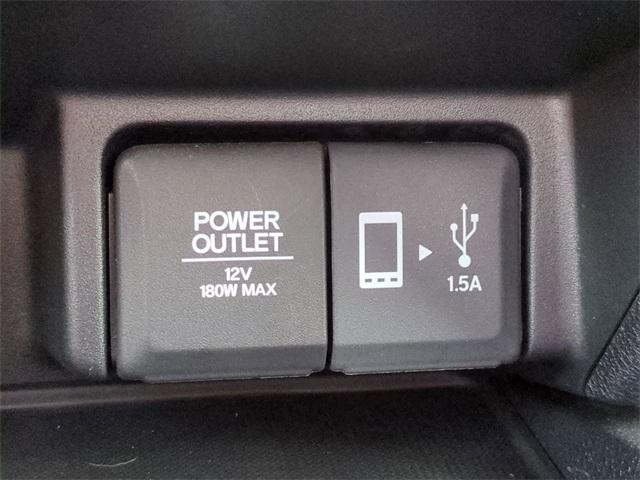 POWER
OUTLET
12V
180W MAX
1.5A